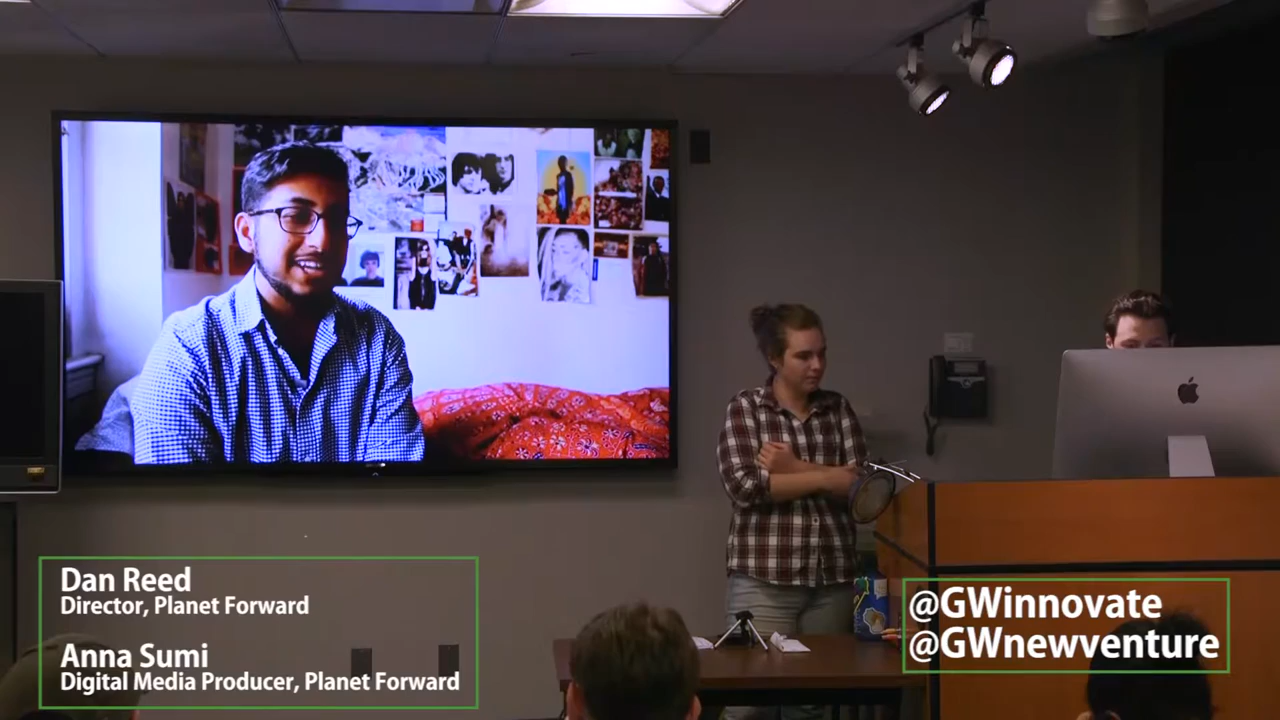 Dan Reed
Director, Planet Forward
Anna Sumi
Digital Media Producer, Planet Forward
@GWinnovate
@GWnewventure